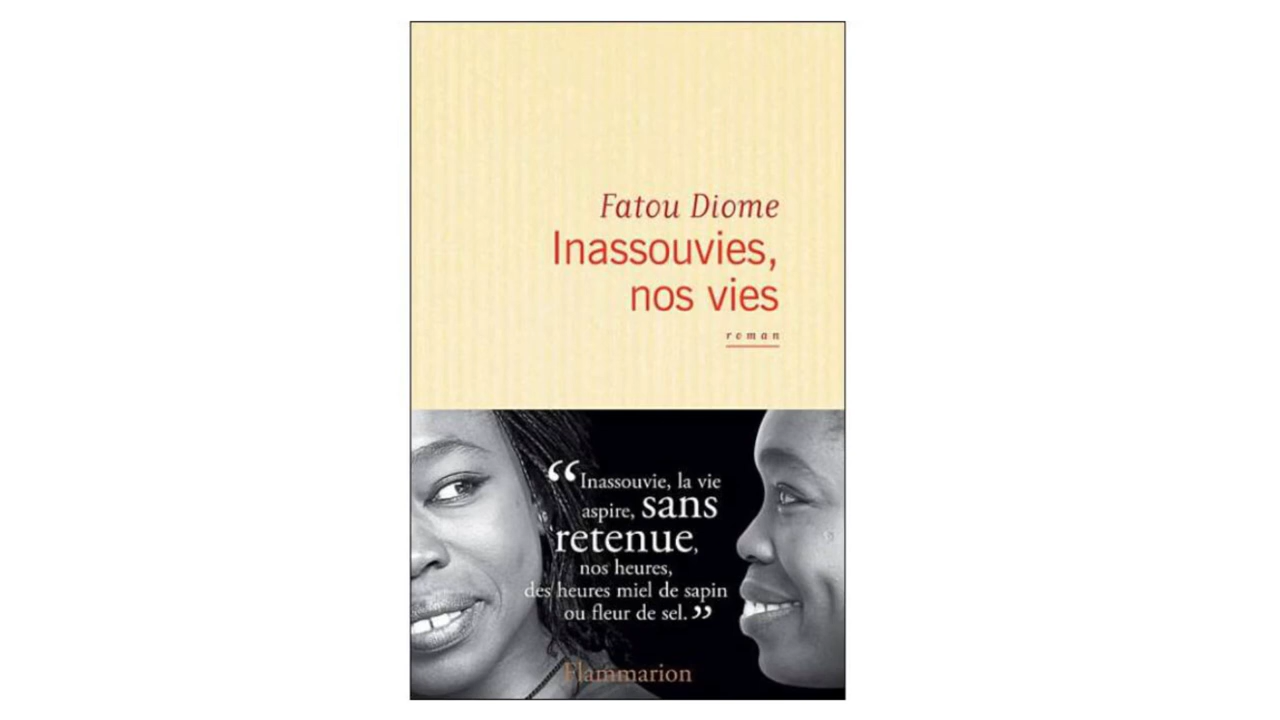 Fatou Diome
Inassouvies,
nos vies
roman
“Inassouvie, la vie
aspire, sans
retenue,
nos heures,
des heures miel de sapin
ou fleur de sel.”
Flammarion